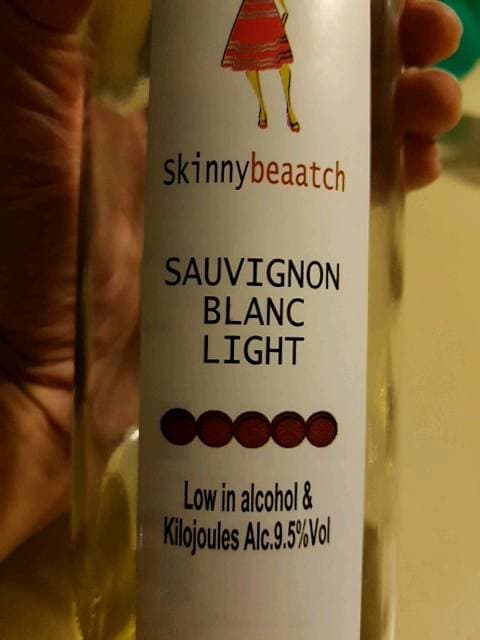 skinnybeaatch
SAUVIGNON
BLANC
LIGHT
Low in alcohol &
Kilojoules Alc.9.5%Vol